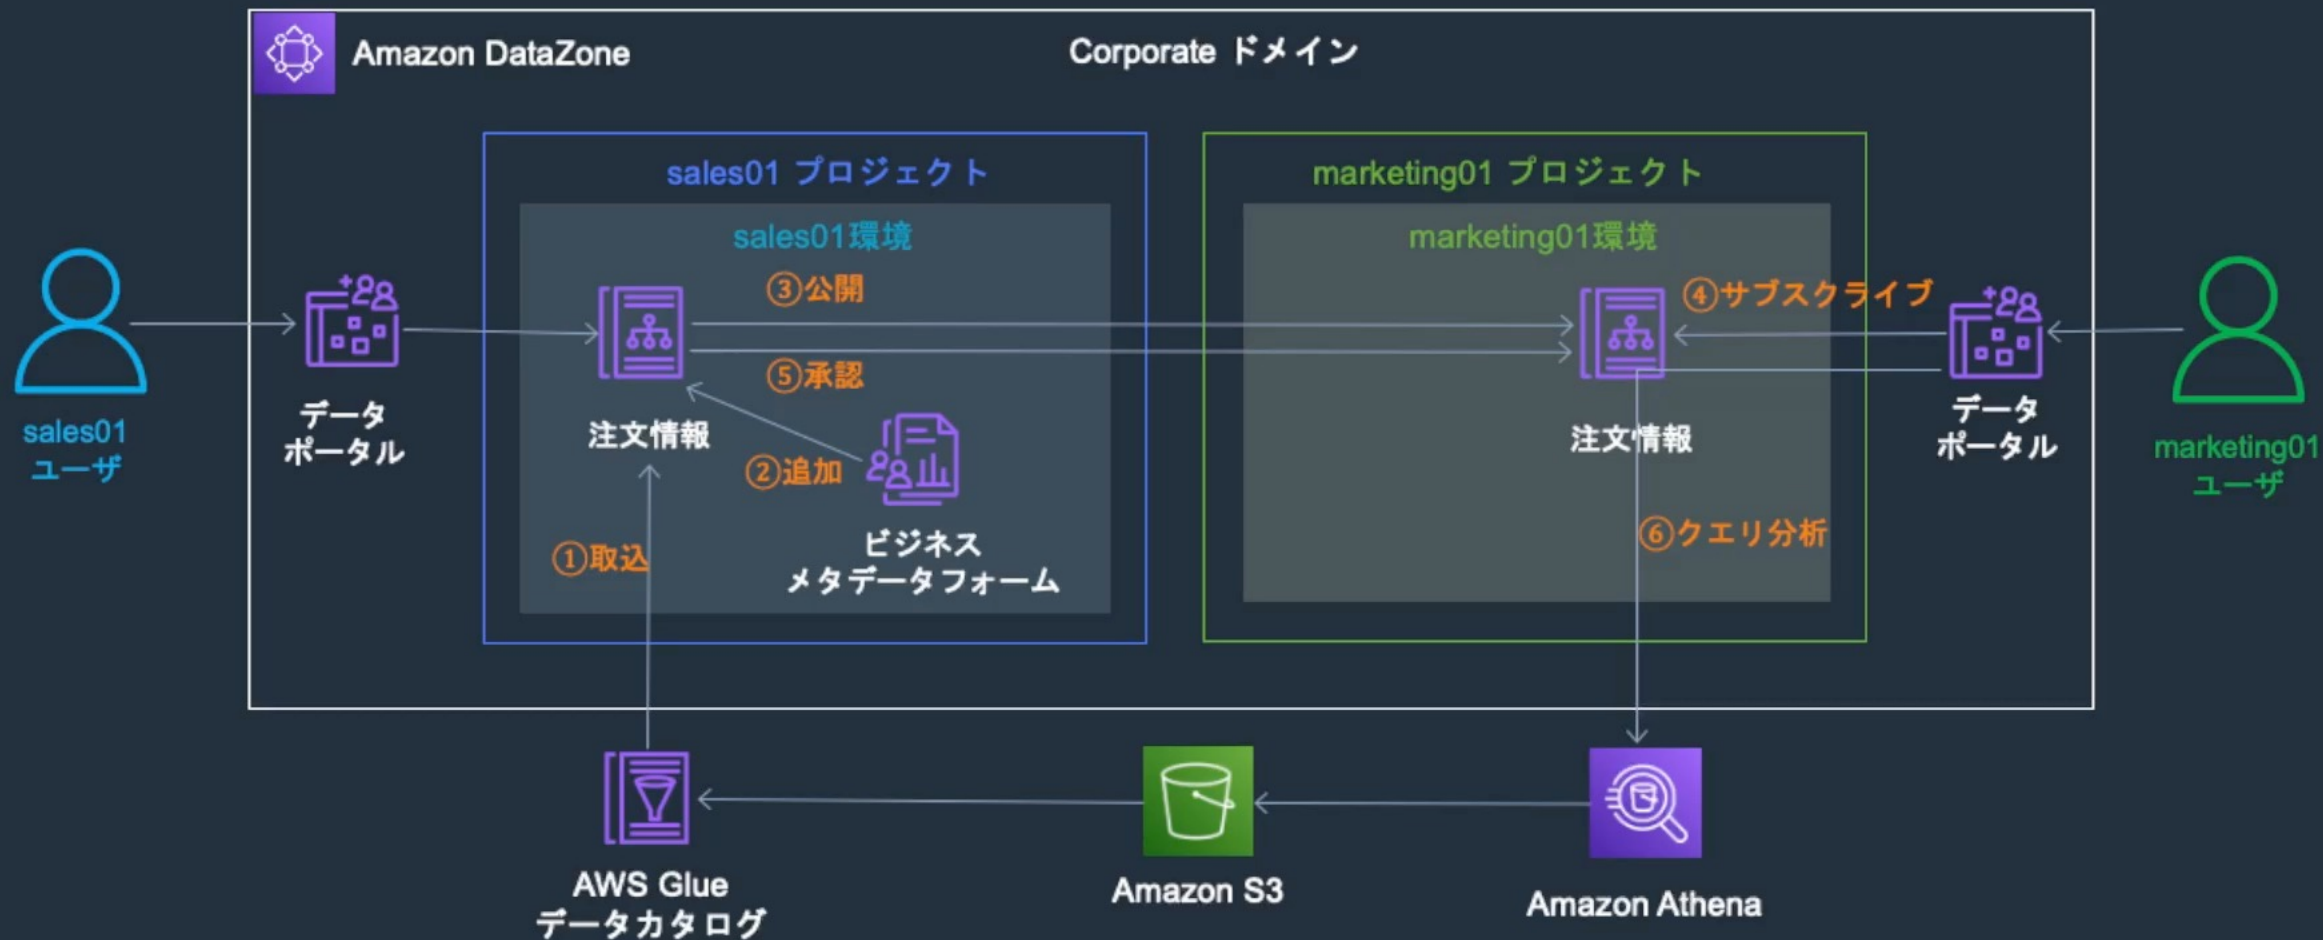 Amazon DataZone
Corporate ドメイン
sales01 プロジェクト
marketing01 プロジェクト
sales01環境
marketing01環境
③公開
④サブスクライブ
⑤承認
sales01
ユーザ
データ
ポータル
注文情報
②追加
注文情報
データ
ポータル
marketing01
ユーザ
①取込
ビジネス
メタデータフォーム
⑥クエリ分析
AWS Glue
データカタログ
Amazon S3
Amazon Athena